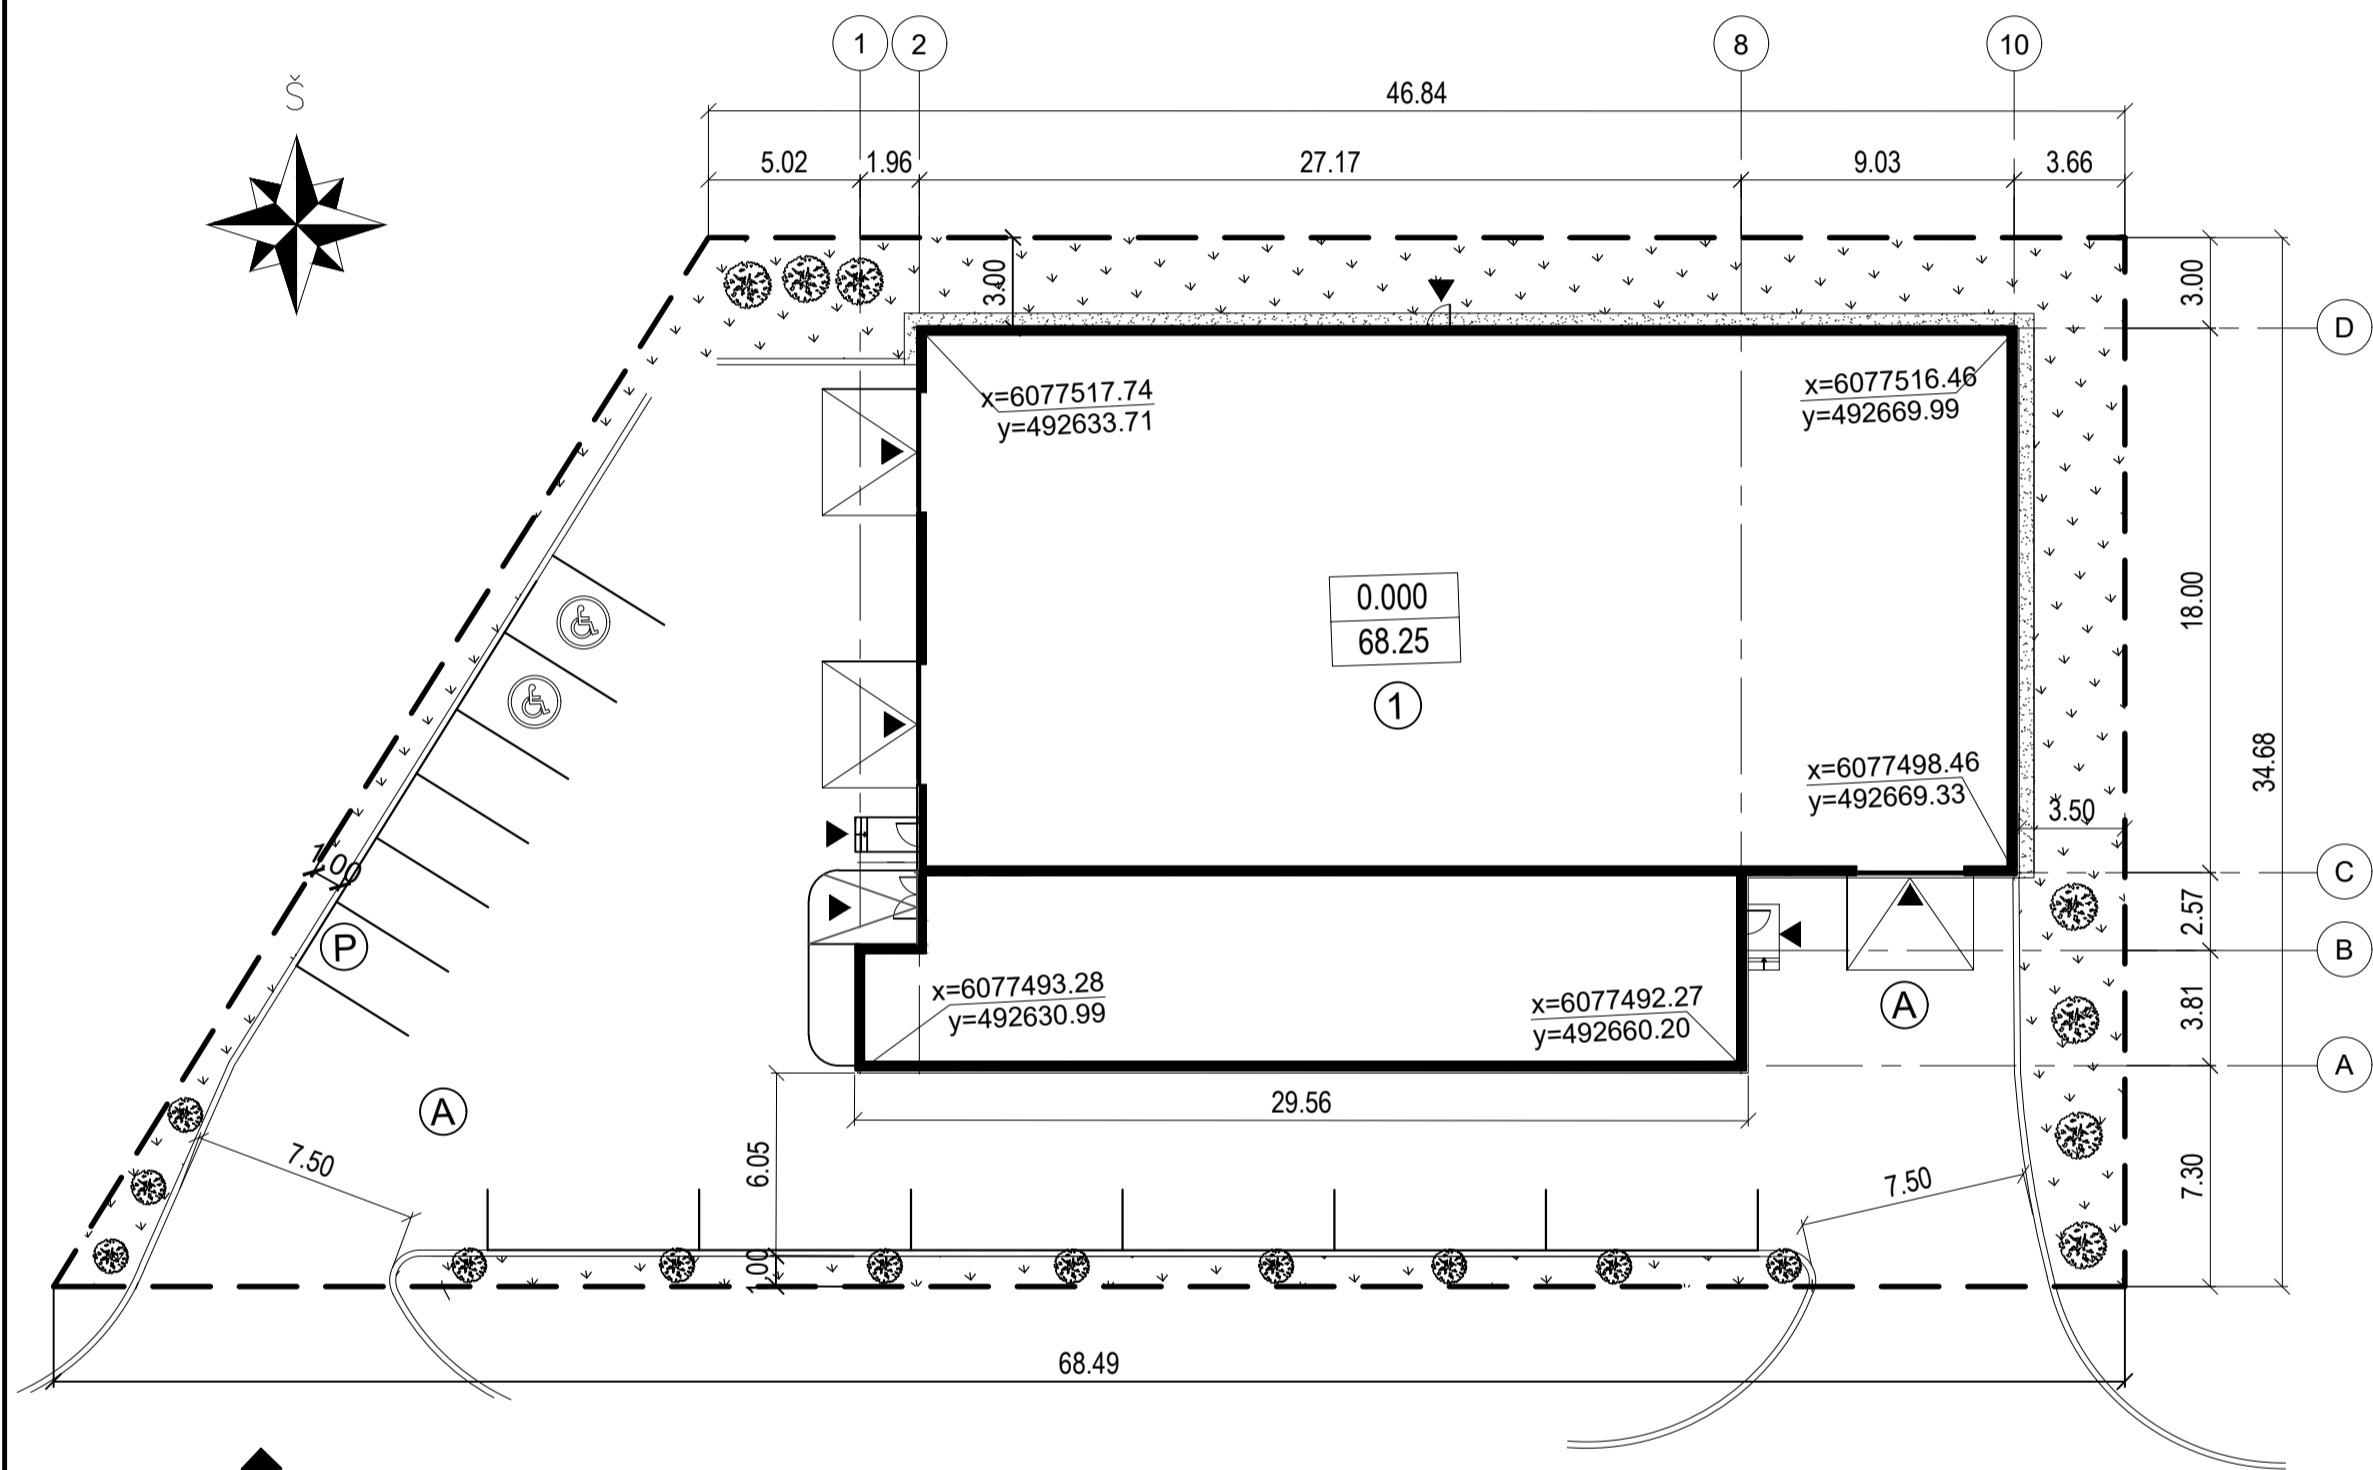 1
2
8
10
Š
46.84
5.02
1.96
27.17
9.03
3.66
3.00
3.00
D
x=6077517.74
y=492633.71
x=6077516.46
y=492669.99
0.000
68.25
1
18.00
34.68
x=6077498.46
y=492669.33
3.50
1.00
C
2.57
P
B
x=6077493.28
y=492630.99
x=6077492.27
y=492660.20
A
3.81
A
29.56
A
7.50
6.05
7.50
7.30
1.00
68.49